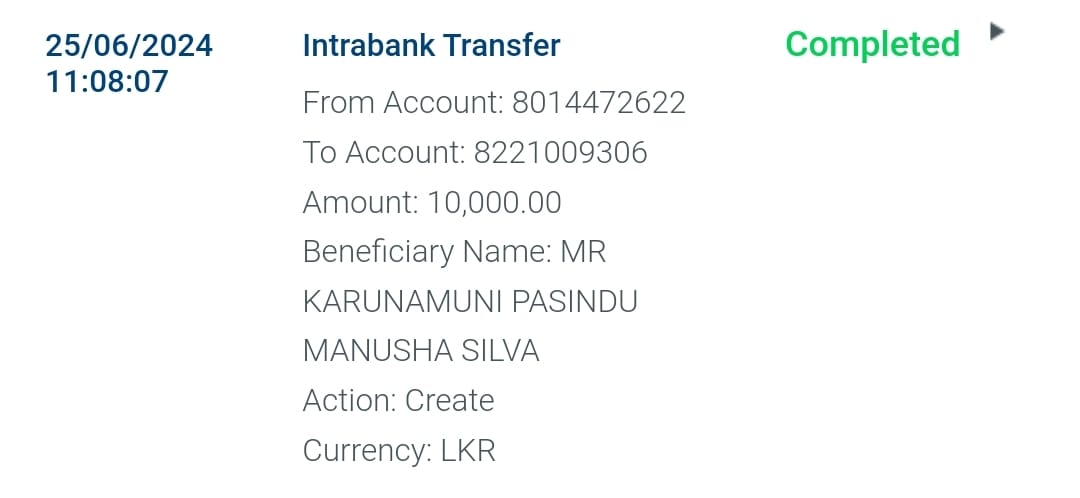 25/06/2024
11:08:07
Intrabank Transfer
Completed
From Account: 8014472622
To Account: 8221009306
Amount: 10,000.00
Beneficiary Name: MR
KARUNAMUNI PASINDU
MANUSHA SILVA
Action: Create
Currency: LKR